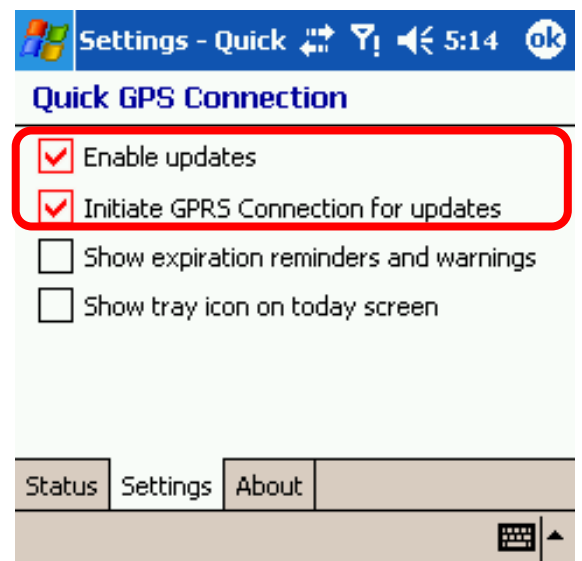 Settings - Quick 5:14 ok
Quick GPS Connection
Enable updates
Initiate GPRS Connection for updates
Show expiration reminders and warnings
Show tray icon on today screen
Status Settings About